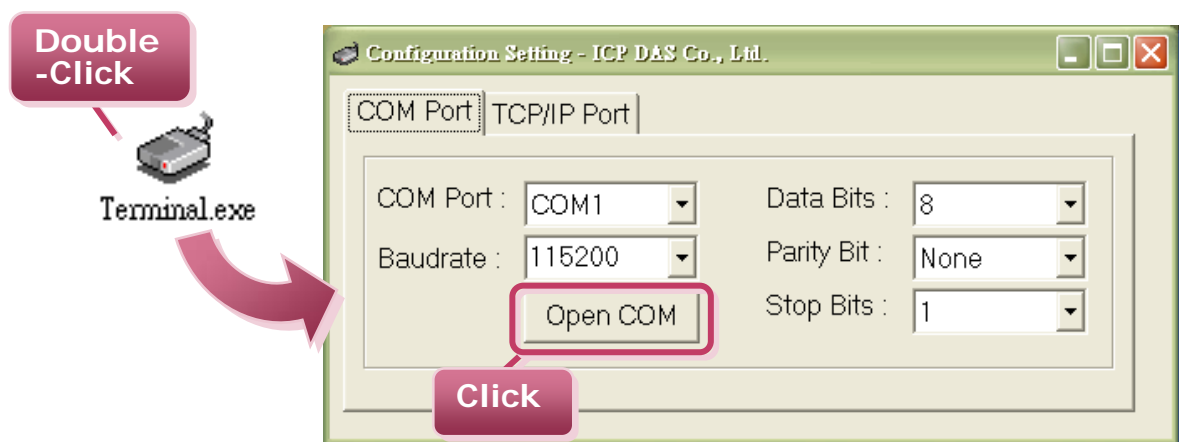 Double
-Click
Terminal.exe
Configuration Setting - ICP DAS Co., Ltd.
COM Port
TCP/IP Port
COM Port :
COM1
Data Bits :
8
Baudrate :
115200
Parity Bit :
None
Open COM
Stop Bits :
1
Click